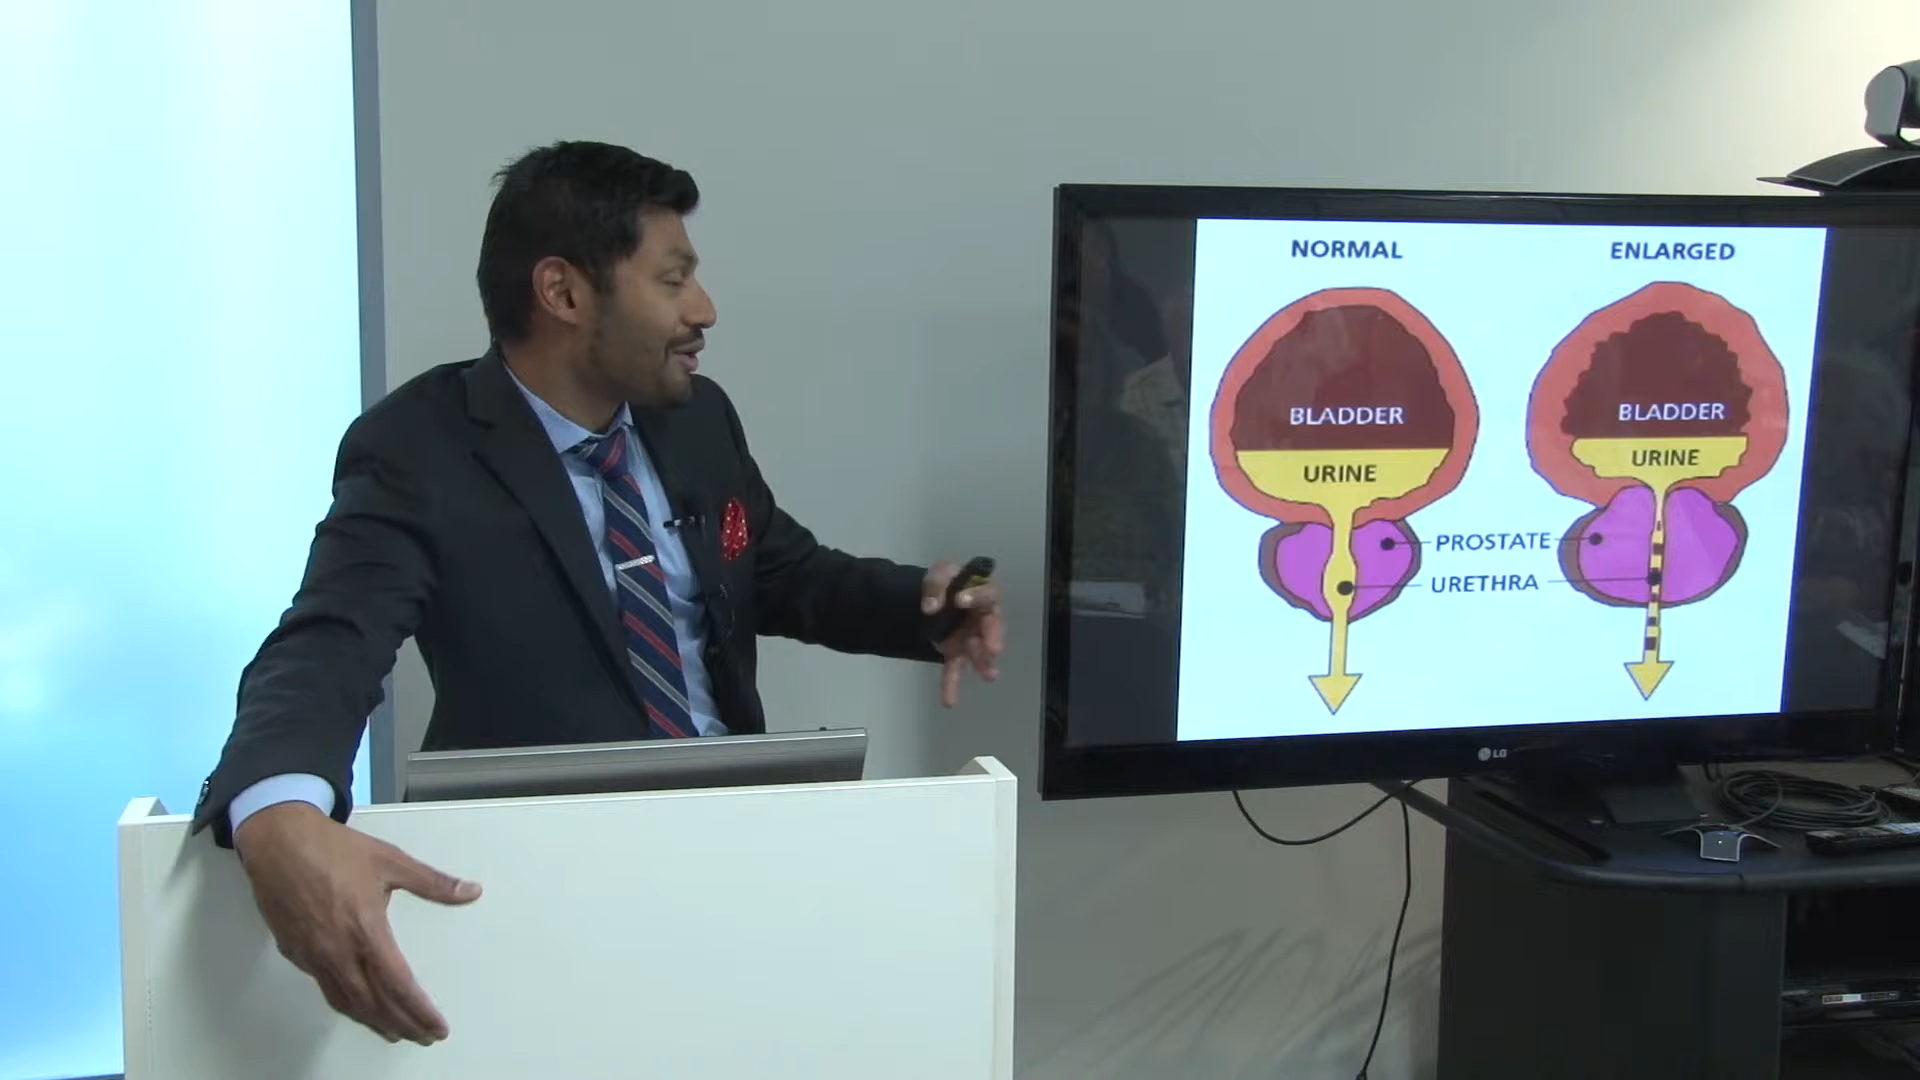 NORMAL
ENLARGED
BLADDER
BLADDER
URINE
URINE
PROSTATE
URETHRA
LG